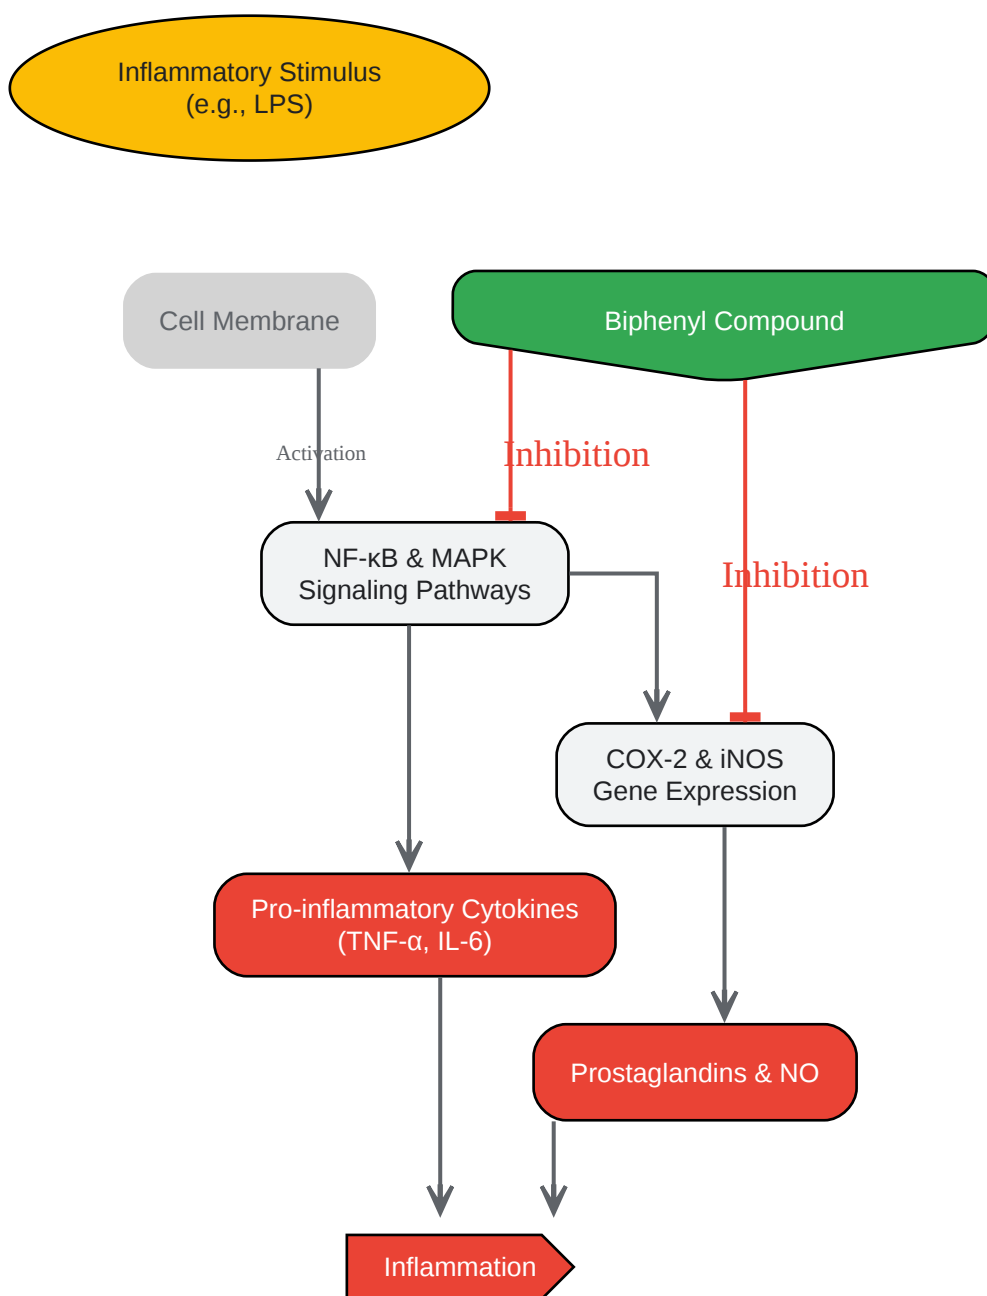 Inflammatory Stimulus
(e.g., LPS)
Cell Membrane
Biphenyl Compound
Activation
Inhibition
NF-κB & MAPK
Signaling Pathways
Inhibition
COX-2 & iNOS
Gene Expression
Pro-inflammatory Cytokines
(TNF-α, IL-6)
Prostaglandins & NO
Inflammation